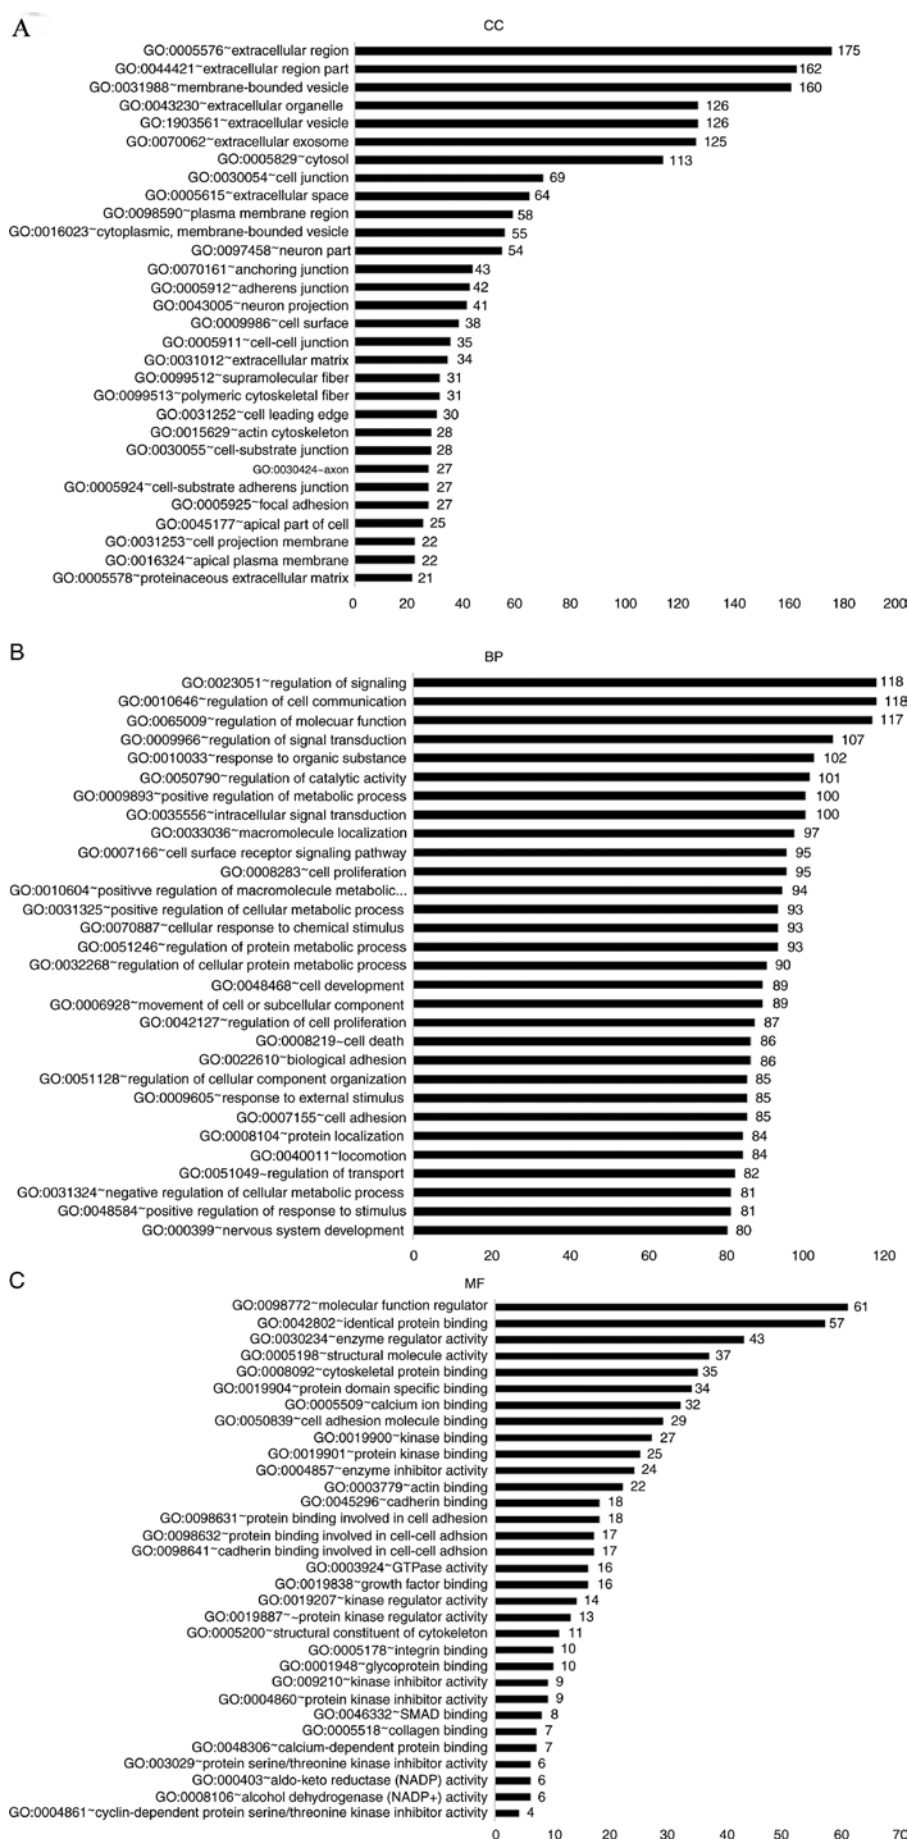 A
CC
GO:0005576~extracellular region 175
GO:0044421~extracellular region part 162
GO:0031988~membrane-bounded vesicle 160
GO:0043230~extracellular organelle 126
GO:1903561~extracellular vesicle 126
GO:0070062~extracellular exosome 125
GO:0005829~cytosol 113
GO:0030054~cell junction 69
GO:0005615~extracellular space 64
GO:0098590~plasma membrane region 58
GO:0016023~cytoplasmic, membrane-bounded vesicle 55
GO:0097458~neuron part 54
GO:0070161~anchoring junction 43
GO:0005912~adherens junction 42
GO:0043005~neuron projection 41
GO:0009986~cell surface 38
GO:0005911~cell-cell junction 35
GO:0031012~extracellular matrix 34
GO:0099512~supramolecular fiber 31
GO:0099513~polymeric cytoskeletal fiber 31
GO:0031252~cell leading edge 30
GO:0015629~actin cytoskeleton 28
GO:0030055~cell-substrate junction 28
GO:0030424~axon 27
GO:0005924~cell-substrate adherens junction 27
GO:0005925~focal adhesion 27
GO:0045177~apical part of cell 25
GO:0031253~cell projection membrane 22
GO:0016324~apical plasma membrane 22
GO:0005578~proteinaceous extracellular matrix 21
0 20 40 60 80 100 120 140 160 180 200
B
BP
GO:0023051~regulation of signaling 118
GO:0010646~regulation of cell communication 118
GO:0065009~regulation of molecuar function 117
GO:0009966~regulation of signal transduction 107
GO:0010033~response to organic substance 102
GO:0050790~regulation of catalytic activity 101
GO:0009893~positive regulation of metabolic process 100
GO:0035556~intracellular signal transduction 100
GO:0033036~macromolecule localization 97
GO:0007166~cell surface receptor signaling pathway 95
GO:0008283~cell proliferation 95
GO:0010604~positivve regulation of macromolecule metabolic... 94
GO:0031325~positive regulation of cellular metabolic process 93
GO:0070887~cellular response to chemical stimulus 93
GO:0051246~regulation of protein metabolic process 93
GO:0032268~regulation of cellular protein metabolic process 90
GO:0048468~cell development 89
GO:0006928~movement of cell or subcellular component 89
GO:0042127~regulation of cell proliferation 87
GO:0008219~cell death 86
GO:0022610~biological adhesion 86
GO:0051128~regulation of cellular component organization 85
GO:0009605~response to external stimulus 85
GO:0007155~cell adhesion 85
GO:0008104~protein localization 84
GO:0040011~locomotion 84
GO:0051049~regulation of transport 82
GO:0031324~negative regulation of cellular metabolic process 81
GO:0048584~positive regulation of response to stimulus 81
GO:000399~nervous system development 80
0 20 40 60 80 100 120
C
MF
GO:0098772~molecular function regulator 61
GO:0042802~identical protein binding 57
GO:0030234~enzyme regulator activity 43
GO:0005198~structural molecule activity 37
GO:0008092~cytoskeletal protein binding 35
GO:0019904~protein domain specific binding 34
GO:0005509~calcium ion binding 32
GO:0050839~cell adhesion molecule binding 29
GO:0019900~kinase binding 27
GO:0019901~protein kinase binding 25
GO:0004857~enzyme inhibitor activity 24
GO:0003779~actin binding 22
GO:0045296~cadherin binding 18
GO:0098631~protein binding involved in cell adhesion 18
GO:0098632~protein binding involved in cell-cell adhsion 17
GO:0098641~cadherin binding involved in cell-cell adhsion 17
GO:0003924~GTPase activity 16
GO:0019838~growth factor binding 16
GO:0019207~kinase regulator activity 14
GO:0019887~~protein kinase regulator activity 13
GO:0005200~structural constituent of cytokeleton 11
GO:0005178~integrin binding 10
GO:0001948~glycoprotein binding 10
GO:009210~kinase inhibitor activity 9
GO:0004860~protein kinase inhibitor activity 9
GO:0046332~SMAD binding 8
GO:0005518~collagen binding 7
GO:0048306~calcium-dependent protein binding 7
GO:003029~protein serine/threonine kinase inhibitor activity 6
GO:000403~aldo-keto reductase (NADP) activity 6
GO:0008106~alcohol dehydrogenase (NADP+) activity 6
GO:0004861~cyclin-dependent protein serine/threonine kinase inhibitor activity 4
0 10 20 30 40 50 60 70